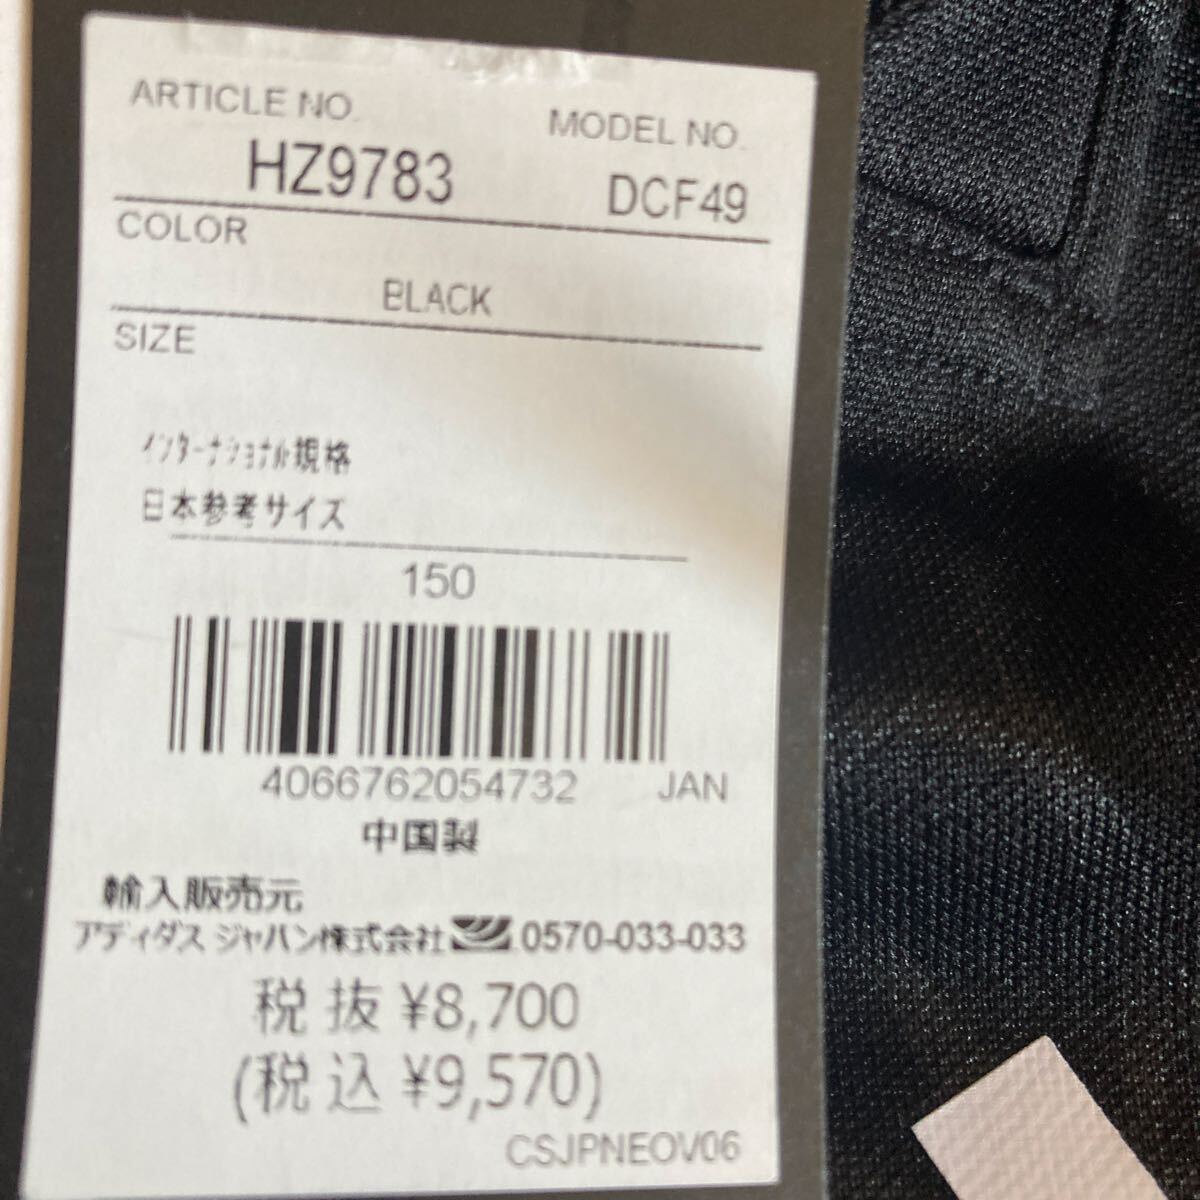 ARTICLE NO.
MODEL NO.
HZ9783
DCF49
COLOR
BLACK
SIZE
インターナショナル規格
日本参考サイズ
150
4066762054732 JAN
中国製
輸入販売元
アディダス ジャパン株式会社 0570-033-033
税抜 ¥8,700
(税込 ¥9,570)
CSJPNEOV06